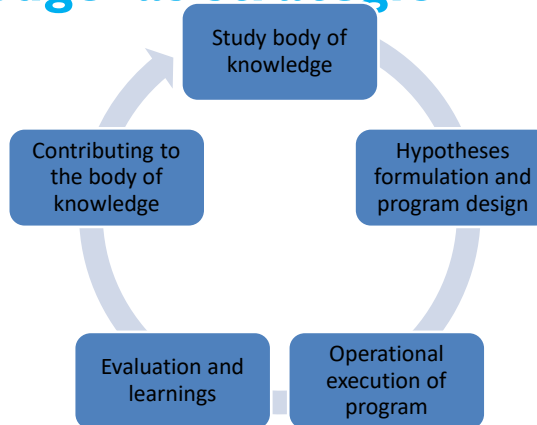 Study body of
knowledge
Hypotheses
formulation and
program design
Operational
execution of
program
Evaluation and
learnings
Contributing to
the body of
knowledge